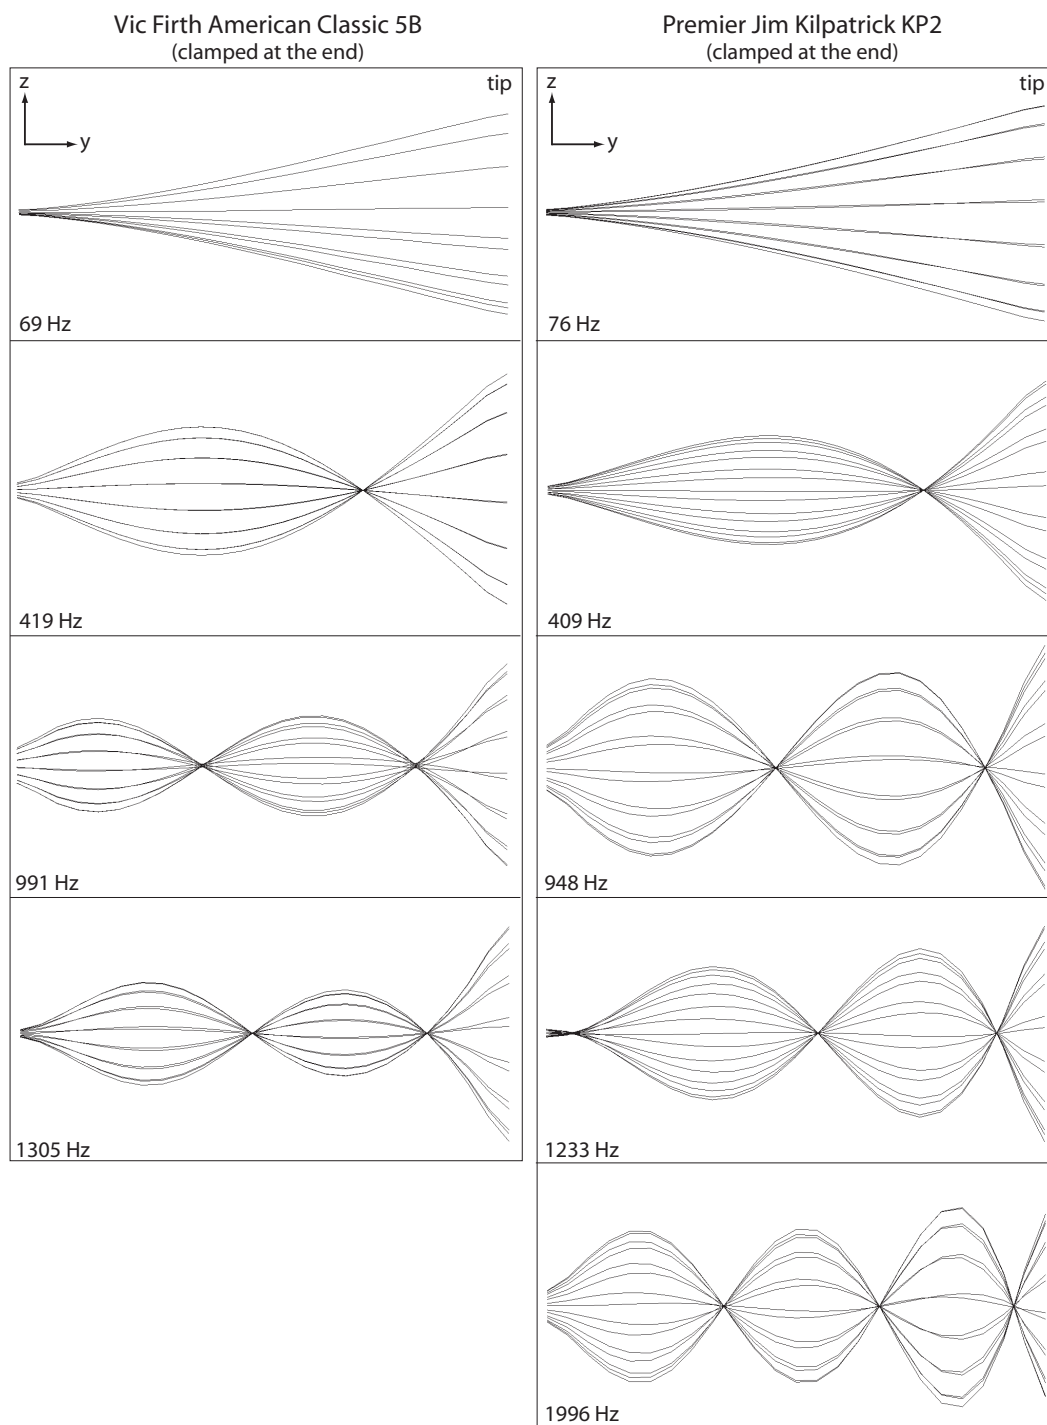 Vic Firth American Classic 5B
(clamped at the end)
Premier Jim Kilpatrick KP2
(clamped at the end)
z
tip
y
69 Hz
z
tip
y
76 Hz
419 Hz
409 Hz
991 Hz
948 Hz
1305 Hz
1233 Hz
1996 Hz